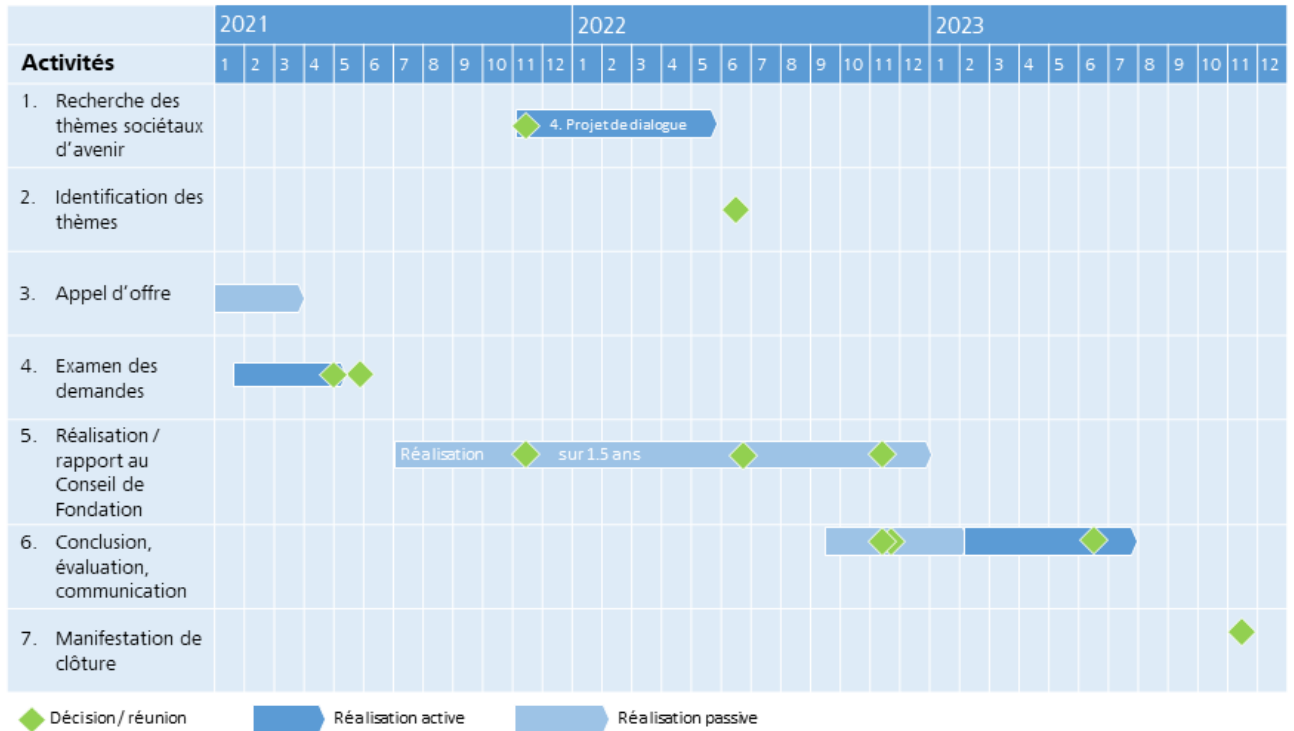 2021 2022 2023
Activités 1 2 3 4 5 6 7 8 9 10 11 12 1 2 3 4 5 6 7 8 9 10 11 12 1 2 3 4 5 6 7 8 9 10 11 12
1. Recherche des
thèmes sociétaux
d'avenir
4. Projet de dialogue
2. Identification des
thèmes
3. Appel d'offre
4. Examen des
demandes
5. Réalisation /
rapport au
Conseil de
Fondation
Réalisation sur 1.5 ans
6. Conclusion,
évaluation,
communication
7. Manifestation de
clôture
Décision / réunion Réalisation active Réalisation passive